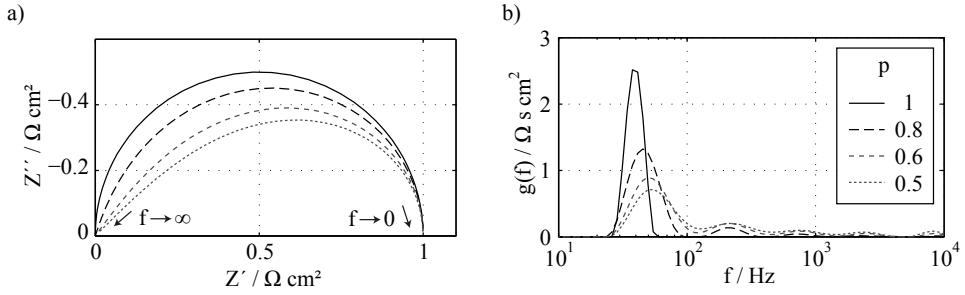 a)
Z´´ / Ω cm²
−0.4
−0.2
0
f→∞
f→0
0
0.5
1
Z´ / Ω cm²
b)
g(f) / Ω s cm²
3
2
1
0
p
1
0.8
0.6
0.5
10¹
10²
10³
10⁴
f / Hz